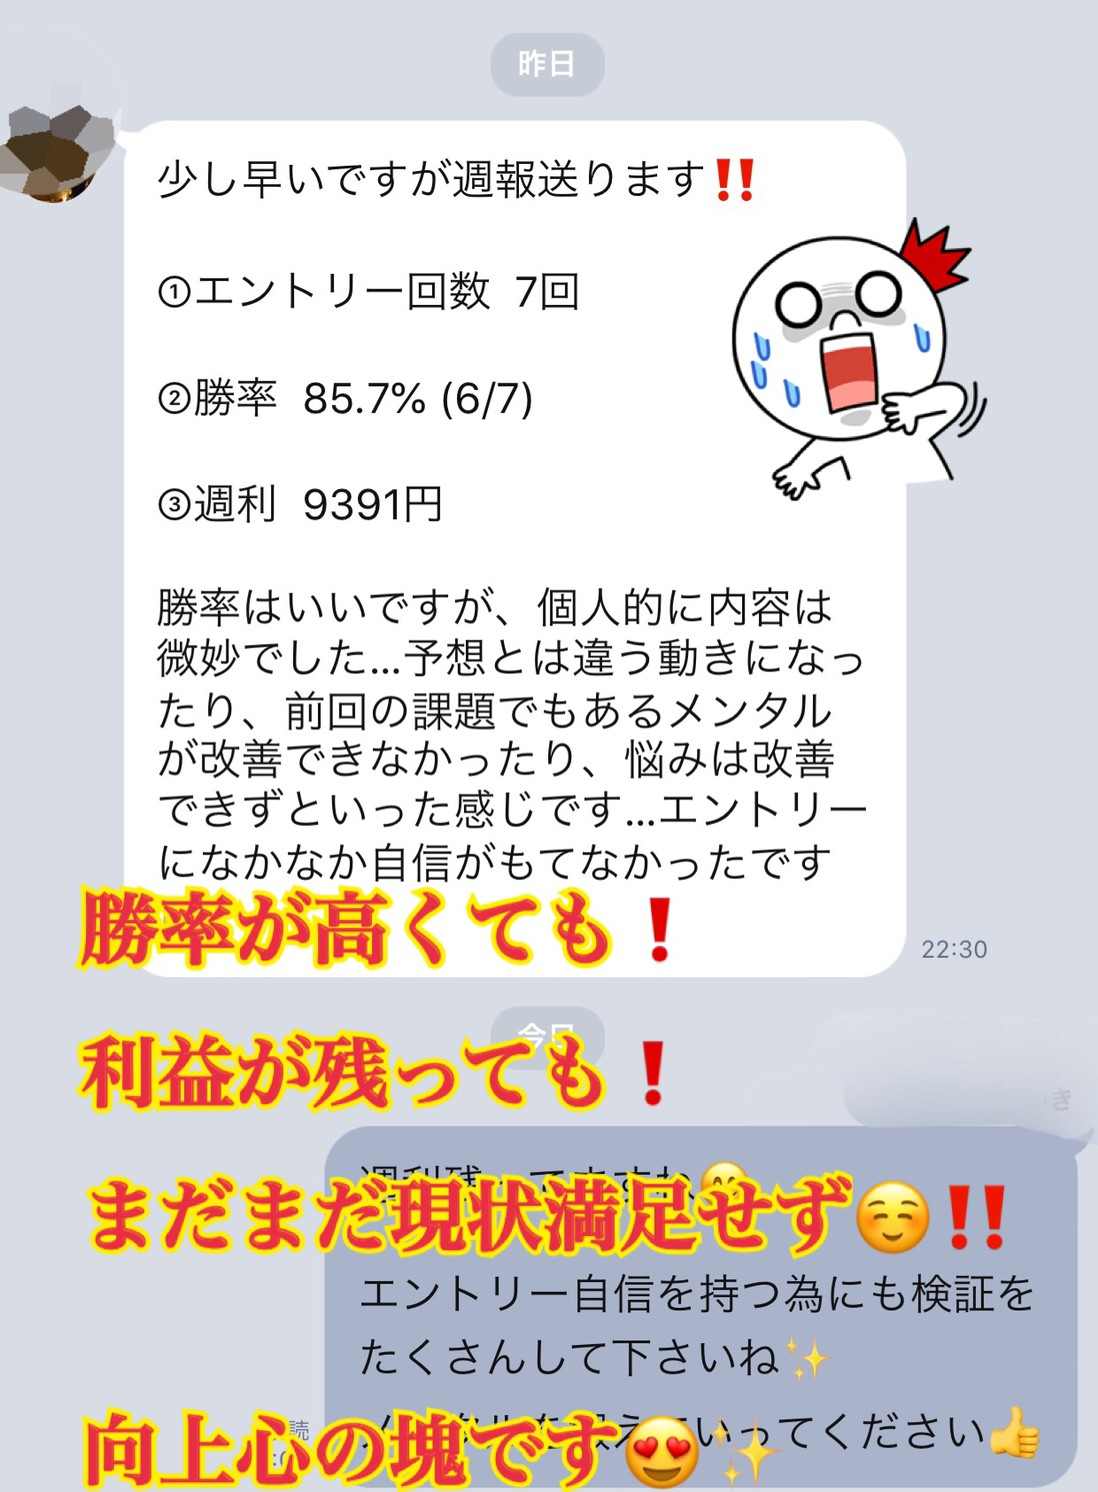 昨日
少し早いですが週報送ります‼️
①エントリー回数 7回
②勝率 85.7% (6/7)
③週利 9391円
勝率はいいですが、個人的に内容は
微妙でした...予想とは違う動きになっ
たり、前回の課題でもあるメンタル
が改善できなかったり、悩みは改善
できずといった感じです...エントリー
になかなか自信がもてなかったです
勝率が高くても❗
22:30
今日
利益が残っても❗
き
まだまだ現状満足せず☺️‼️
エントリー自信を持つ為にも検証を
たくさんして下さいね✨
いってください👍
読
向上心の塊です😍✨